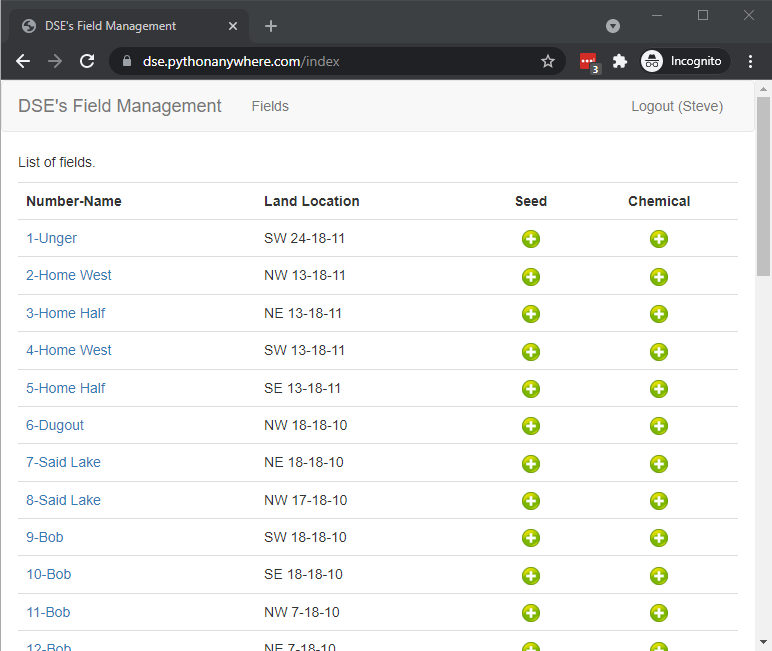 DSE's Field Management
dse.pythonanywhere.com/index
3
Incognito
DSE's Field Management Fields Logout (Steve)
List of fields.
Number-Name Land Location Seed Chemical
1-Unger SW 24-18-11
2-Home West NW 13-18-11
3-Home Half NE 13-18-11
4-Home West SW 13-18-11
5-Home Half SE 13-18-11
6-Dugout NW 18-18-10
7-Said Lake NE 18-18-10
8-Said Lake NW 17-18-10
9-Bob SW 18-18-10
10-Bob SE 18-18-10
11-Bob NW 7-18-10
12-Bob NE 7-18-10